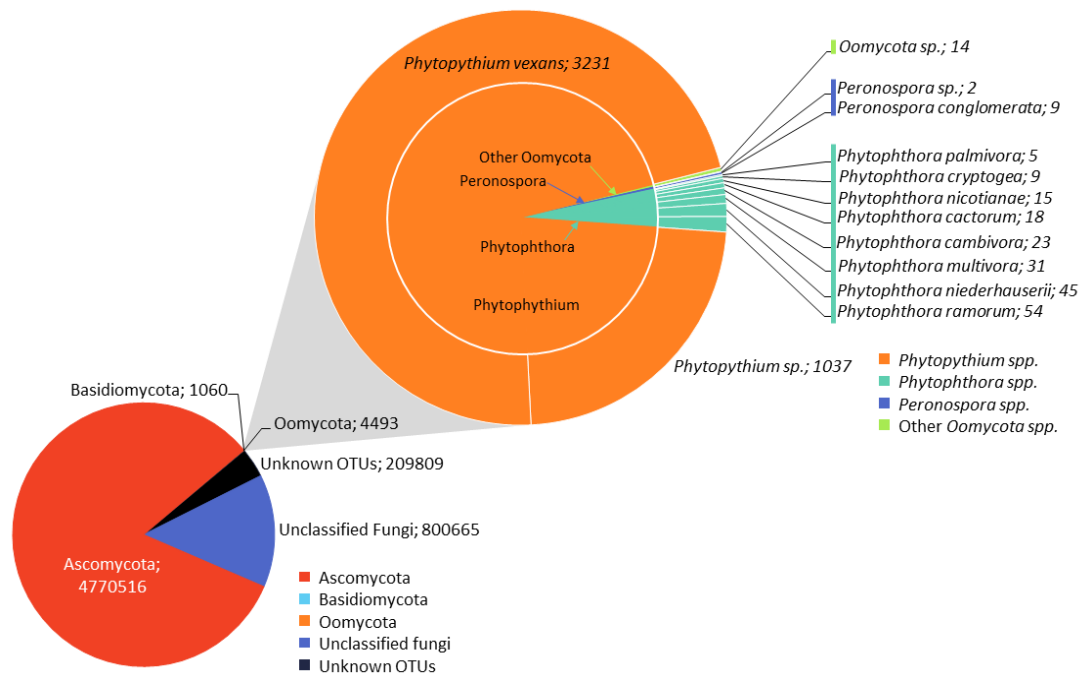 Phytopythium vexans; 3231
Oomycota sp.; 14
Peronospora sp.; 2
Peronospora conglomerata; 9
Other Oomycota
Peronospora
Phytophthora
Phytophythium
Phytophthora palmivora; 5
Phytophthora cryptogea; 9
Phytophthora nicotianae; 15
Phytophthora cactorum; 18
Phytophthora cambivora; 23
Phytophthora multivora; 31
Phytophthora niederhauserii; 45
Phytophthora ramorum; 54
Phytopythium sp.; 1037
Phytopythium spp.
Phytophthora spp.
Peronospora spp.
Other Oomycota spp.
Basidiomycota; 1060
Oomycota; 4493
Unknown OTUs; 209809
Unclassified Fungi; 800665
Ascomycota;
4770516
Ascomycota
Basidiomycota
Oomycota
Unclassified fungi
Unknown OTUs